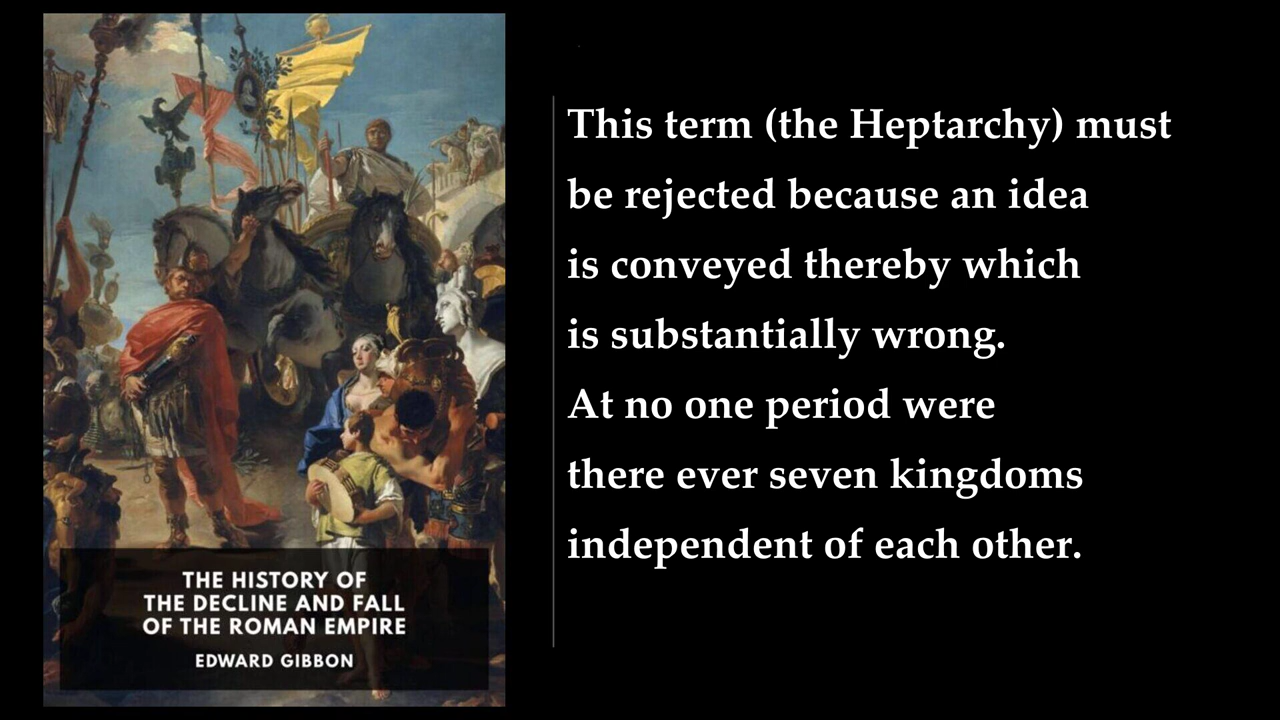 THE HISTORY OF
THE DECLINE AND FALL
OF THE ROMAN EMPIRE
EDWARD GIBBON
This term (the Heptarchy) must
be rejected because an idea
is conveyed thereby which
is substantially wrong.
At no one period were
there ever seven kingdoms
independent of each other.